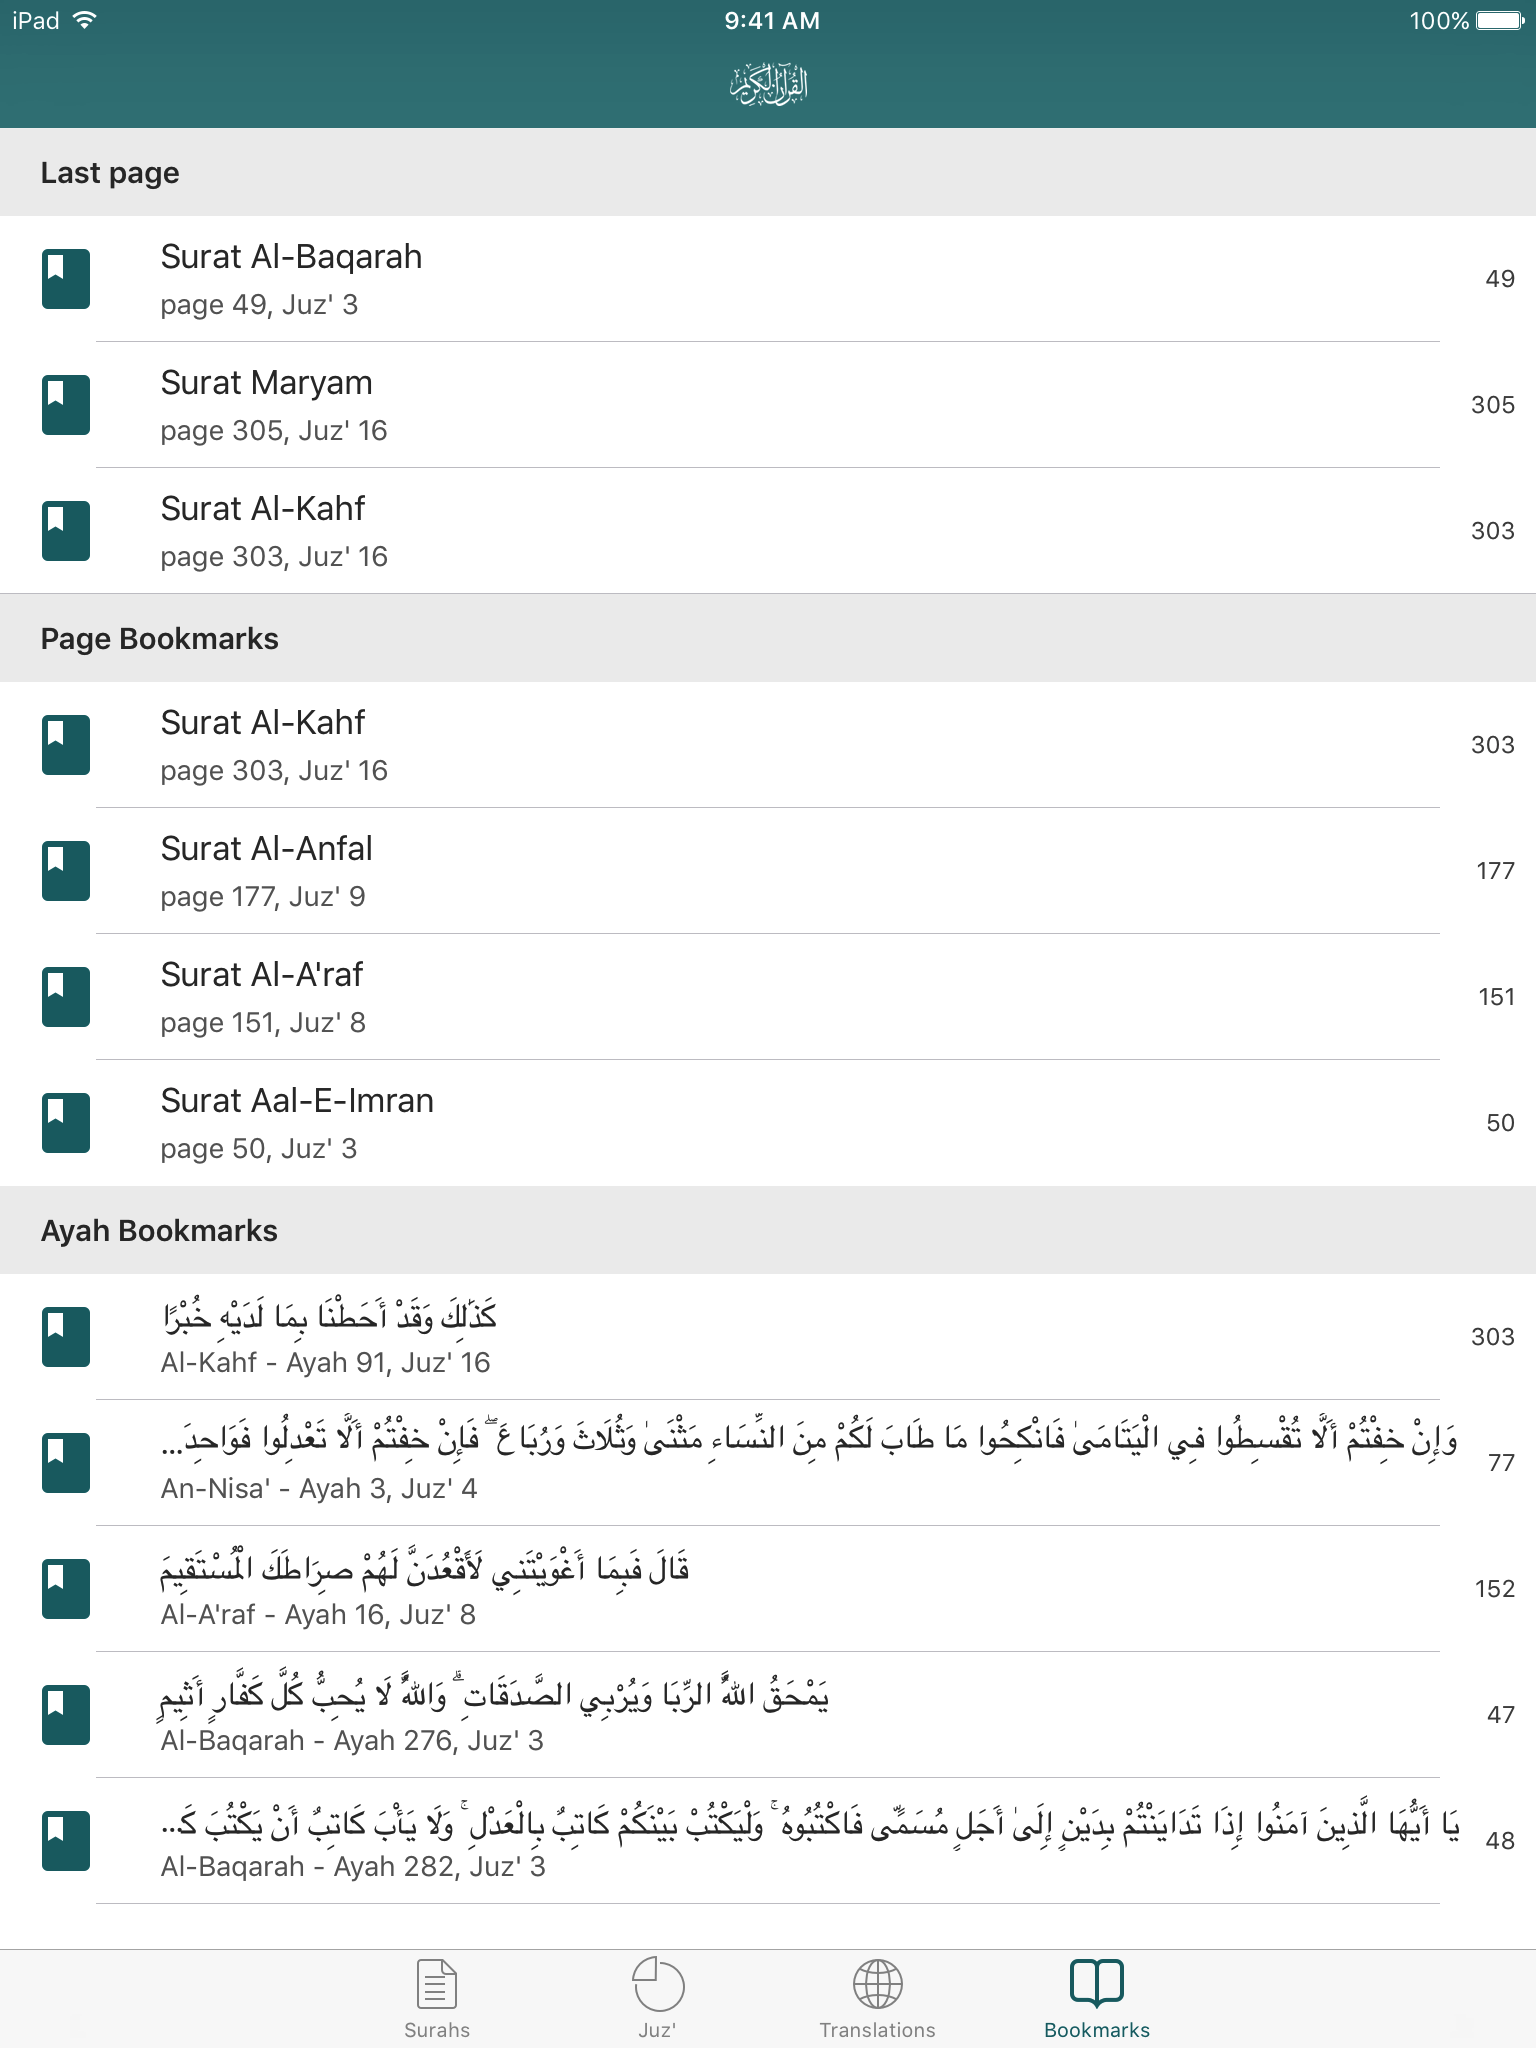 iPad 9:41 AM 100%
القرآن الكريم
Last page
Surat Al-Baqarah
page 49, Juz' 3
49
Surat Maryam
page 305, Juz' 16
305
Surat Al-Kahf
page 303, Juz' 16
303
Page Bookmarks
Surat Al-Kahf
page 303, Juz' 16
303
Surat Al-Anfal
page 177, Juz' 9
177
Surat Al-A'raf
page 151, Juz' 8
151
Surat Aal-E-Imran
page 50, Juz' 3
50
Ayah Bookmarks
كَذَٰلِكَ وَقَدْ أَحَطْنَا بِمَا لَدَيْهِ خُبْرًا
Al-Kahf - Ayah 91, Juz' 16
303
وَإِنْ خِفْتُمْ أَلَّا تُقْسِطُوا فِي الْيَتَامَىٰ فَانْكِحُوا مَا طَابَ لَكُمْ مِنَ النِّسَاءِ مَثْنَىٰ وَثُلَاثَ وَرُبَاعَ ۖ فَإِنْ خِفْتُمْ أَلَّا تَعْدِلُوا فَوَاحِدَ...
An-Nisa' - Ayah 3, Juz' 4
77
قَالَ فَبِمَا أَغْوَيْتَنِي لَأَقْعُدَنَّ لَهُمْ صِرَاطَكَ الْمُسْتَقِيمَ
Al-A'raf - Ayah 16, Juz' 8
152
يَمْحَقُ اللَّهُ الرِّبَا وَيُرْبِي الصَّدَقَاتِ ۗ وَاللَّهُ لَا يُحِبُّ كُلَّ كَفَّارٍ أَثِيمٍ
Al-Baqarah - Ayah 276, Juz' 3
47
يَا أَيُّهَا الَّذِينَ آمَنُوا إِذَا تَدَايَنْتُمْ بِدَيْنٍ إِلَىٰ أَجَلٍ مُسَمًّى فَاكْتُبُوهُ ۚ وَلْيَكْتُبْ بَيْنَكُمْ كَاتِبٌ بِالْعَدْلِ ۚ وَلَا يَأْبَ كَاتِبٌ أَنْ يَكْتُبَ كَ...
Al-Baqarah - Ayah 282, Juz' 3
48
Surahs
Juz'
Translations
Bookmarks